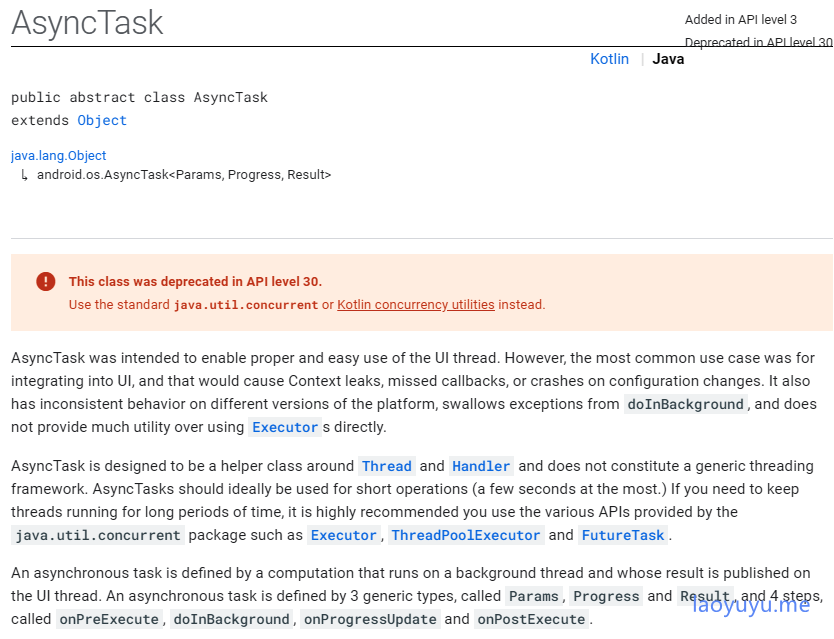 AsyncTask
Added in API level 3
Deprecated in API level 30
Kotlin | Java
public abstract class AsyncTask
extends Object
java.lang.Object
↳ android.os.AsyncTask<Params, Progress, Result>
This class was deprecated in API level 30.
Use the standard java.util.concurrent or Kotlin concurrency utilities instead.
AsyncTask was intended to enable proper and easy use of the UI thread. However, the most common use case was for
integrating into UI, and that would cause Context leaks, missed callbacks, or crashes on configuration changes. It also
has inconsistent behavior on different versions of the platform, swallows exceptions from doInBackground, and does
not provide much utility over using Executor s directly.
AsyncTask is designed to be a helper class around Thread and Handler and does not constitute a generic threading
framework. AsyncTasks should ideally be used for short operations (a few seconds at the most.) If you need to keep
threads running for long periods of time, it is highly recommended you use the various APIs provided by the
java.util.concurrent package such as Executor, ThreadPoolExecutor and FutureTask.
An asynchronous task is defined by a computation that runs on a background thread and whose result is published on
the UI thread. An asynchronous task is defined by 3 generic types, called Params, Progress and Result, and 4 steps,
called onPreExecute, doInBackground, onProgressUpdate and onPostExecute.
laoyuyu.me